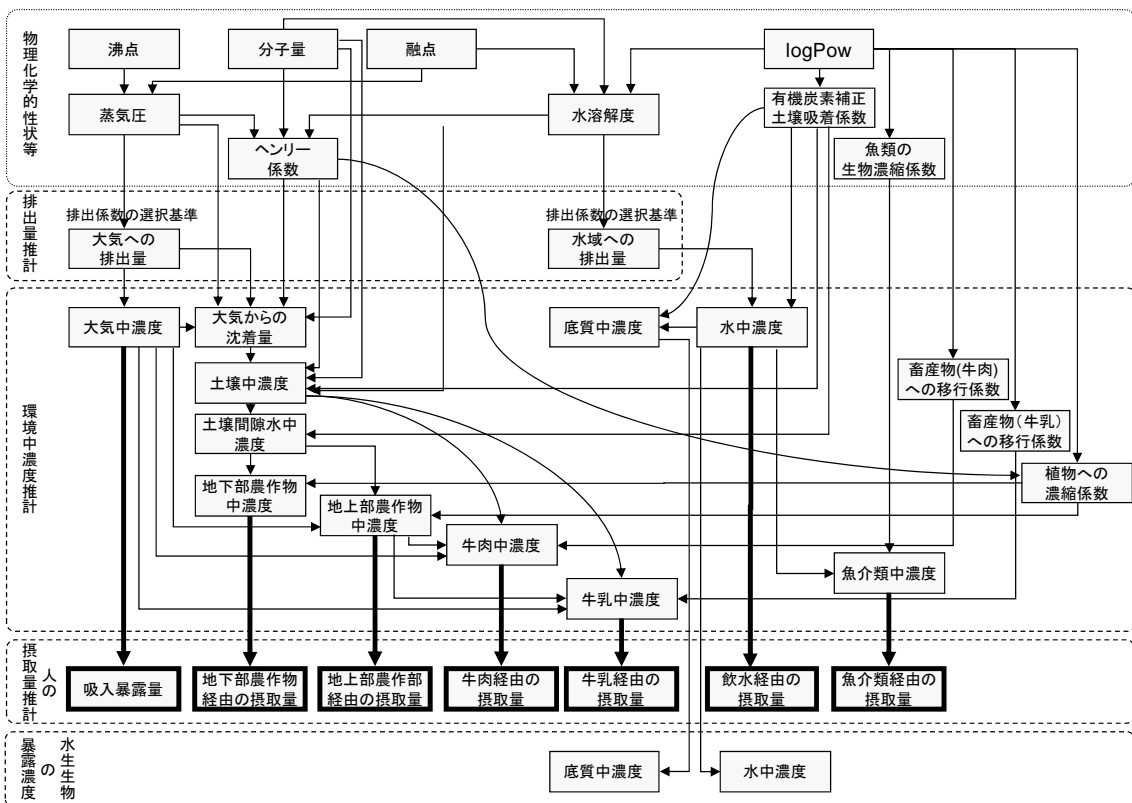 物理化学的性状等
沸点
分子量
融点
logPow
蒸気圧
水溶解度
有機炭素補正
土壌吸着係数
ヘンリー
係数
魚類の
生物濃縮係数
排出量推計
排出係数の選択基準
大気への
排出量
排出係数の選択基準
水域への
排出量
環境中濃度推計
大気中濃度
大気からの
沈着量
底質中濃度
水中濃度
土壌中濃度
畜産物(牛肉)
への移行係数
土壌間隙水中
濃度
畜産物(牛乳)
への移行係数
地下部農作物
中濃度
植物への
濃縮係数
地上部農作物
中濃度
牛肉中濃度
魚介類中濃度
牛乳中濃度
人の
摂取量推計
吸入暴露量
地下部農作物
経由の摂取量
地上部農作部
経由の摂取量
牛肉経由の
摂取量
牛乳経由の
摂取量
飲水経由の
摂取量
魚介類経由の
摂取量
水生生物
の
暴露濃度
底質中濃度
水中濃度